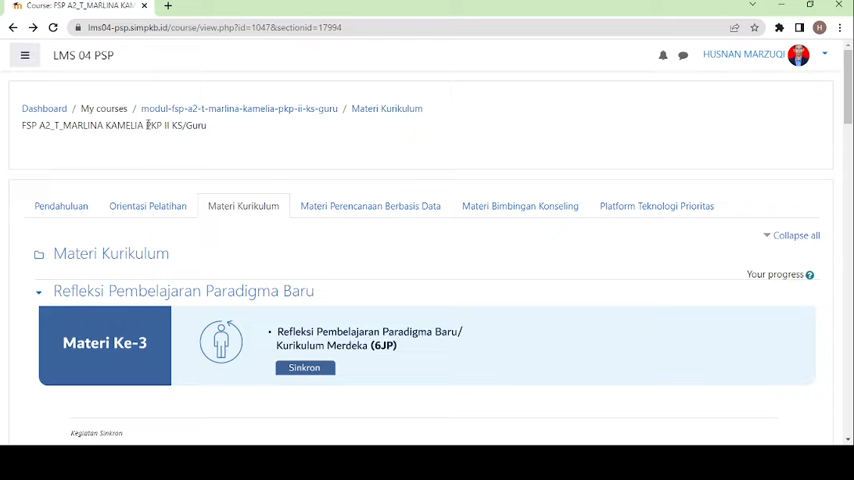 Course: FSP A2_T_MARLINA KAM
lms04-psp.simpkb.id/course/view.php?id=1047&sectionid=17994
H
LMS 04 PSP
HUSNAN MARZUQI
Dashboard / My courses / modul-fsp-a2-t-marlina-kamelia-pkp-ii-ks-guru / Materi Kurikulum
FSP A2_T_MARLINA KAMELIA PKP II KS/Guru
Pendahuluan Orientasi Pelatihan Materi Kurikulum Materi Perencanaan Berbasis Data Materi Bimbingan Konseling Platform Teknologi Prioritas
Collapse all
Materi Kurikulum
Your progress
Refleksi Pembelajaran Paradigma Baru
Materi Ke-3
• Refleksi Pembelajaran Paradigma Baru/
Kurikulum Merdeka (6JP)
Sinkron
Kegiatan Sinkron